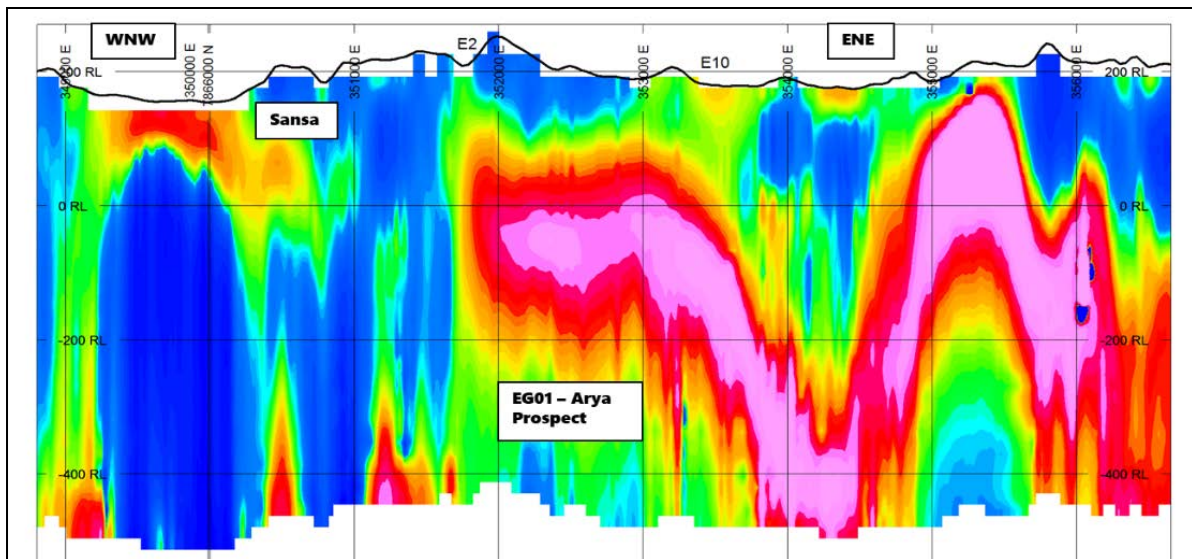 WNW
ENE
E2
E10
349000 E
350000 E
7866000 N
351000 E
352000 E
353000 E
354000 E
355000 E
356000 E
200 RL
200 RL
Sansa
0 RL
0 RL
-200 RL
-200 RL
EG01 – Arya
Prospect
-400 RL
-400 RL